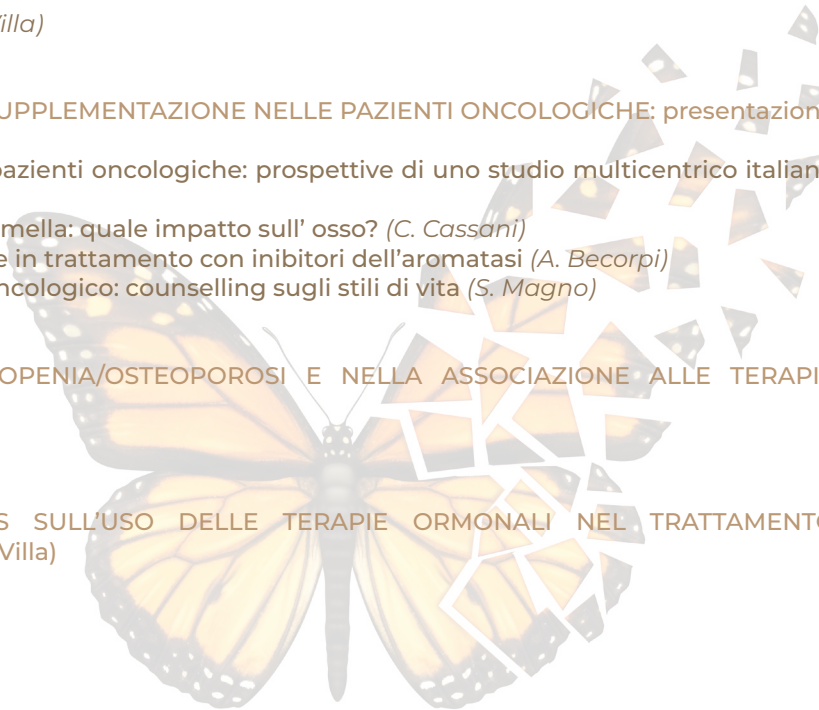 Villa)
UPPLEMENTAZIONE NELLE PAZIENTI ONCOLOGICHE: presentazion
pazienti oncologiche: prospettive di uno studio multicentrico italian
mella: quale impatto sull' osso? (C. Cassani)
e in trattamento con inibitori dell'aromatasi (A. Becorpi)
ncologico: counselling sugli stili di vita (S. Magno)
OPENIA/OSTEOPOROSI E NELLA ASSOCIAZIONE ALLE TERAPI
S SULL'USO DELLE TERAPIE ORMONALI NEL TRATTAMENTO
Villa)